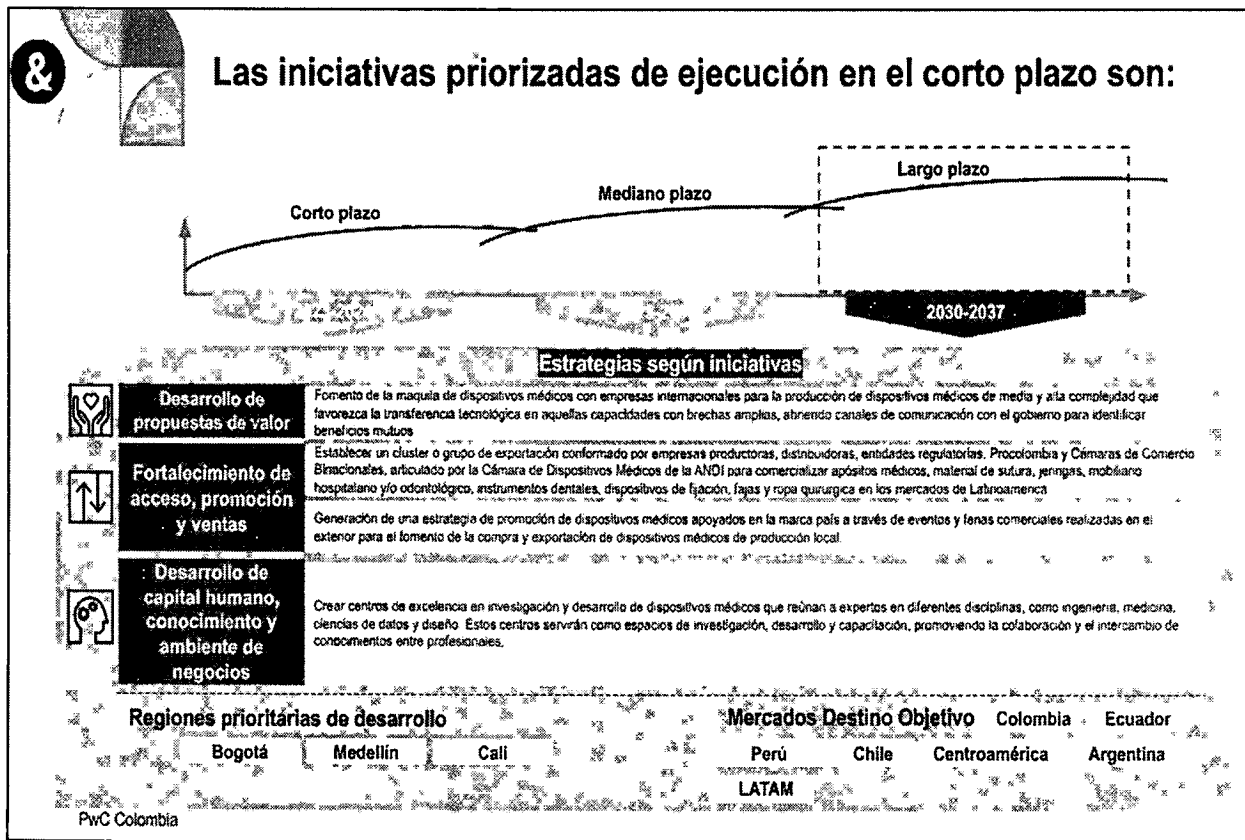 &
Las iniciativas priorizadas de ejecución en el corto plazo son:
Corto plazo
Mediano plazo
Largo plazo
2030-2037
Estrategias según iniciativas
Desarrollo de
propuestas de valor
Fomento de la maquila de dispositivos médicos con empresas internacionales para la producción de dispositivos médicos de media y alta complejidad que
favorezca la transferencia tecnológica en aquellas capacidades con brechas amplias, abriendo canales de comunicación con el gobierno para identificar
beneficios mutuos
Fortalecimiento de
acceso, promoción
y ventas
Establecer un cluster o grupo de exportación conformado por empresas productoras, distribuidoras, entidades regulatorias. Procolombia y Cámaras de Comercio
Binacionales, articulado por la Cámara de Dispositivos Médicos de la ANDI para comercializar apósitos médicos, material de sutura, jeringas, mobiliario
hospitalario y/o odontológico, instrumentos dentales, dispositivos de fijación, fajas y ropa quirurgica en los mercados de Latinoamerica
Generación de una estrategia de promoción de dispositivos médicos apoyados en la marca país a través de eventos y ferias comerciales realizadas en el
exterior para el fomento de la compra y exportación de dispositivos médicos de producción local.
Desarrollo de
capital humano,
conocimiento y
ambiente de
negocios
Crear centros de excelencia en investigación y desarrollo de dispositivos médicos que reúnan a expertos en diferentes disciplinas, como ingeniería, medicina,
ciencias de datos y diseño. Estos centros servirán como espacios de investigación, desarrollo y capacitación, promoviendo la colaboración y el intercambio de
conocimientos entre profesionales.
Regiones prioritárias de desarrollo
Bogotá Medellín Cali
Mercados Destino Objetivo Colombia Ecuador
Perú Chile Centroamérica Argentina
LATAM
PwC Colombia